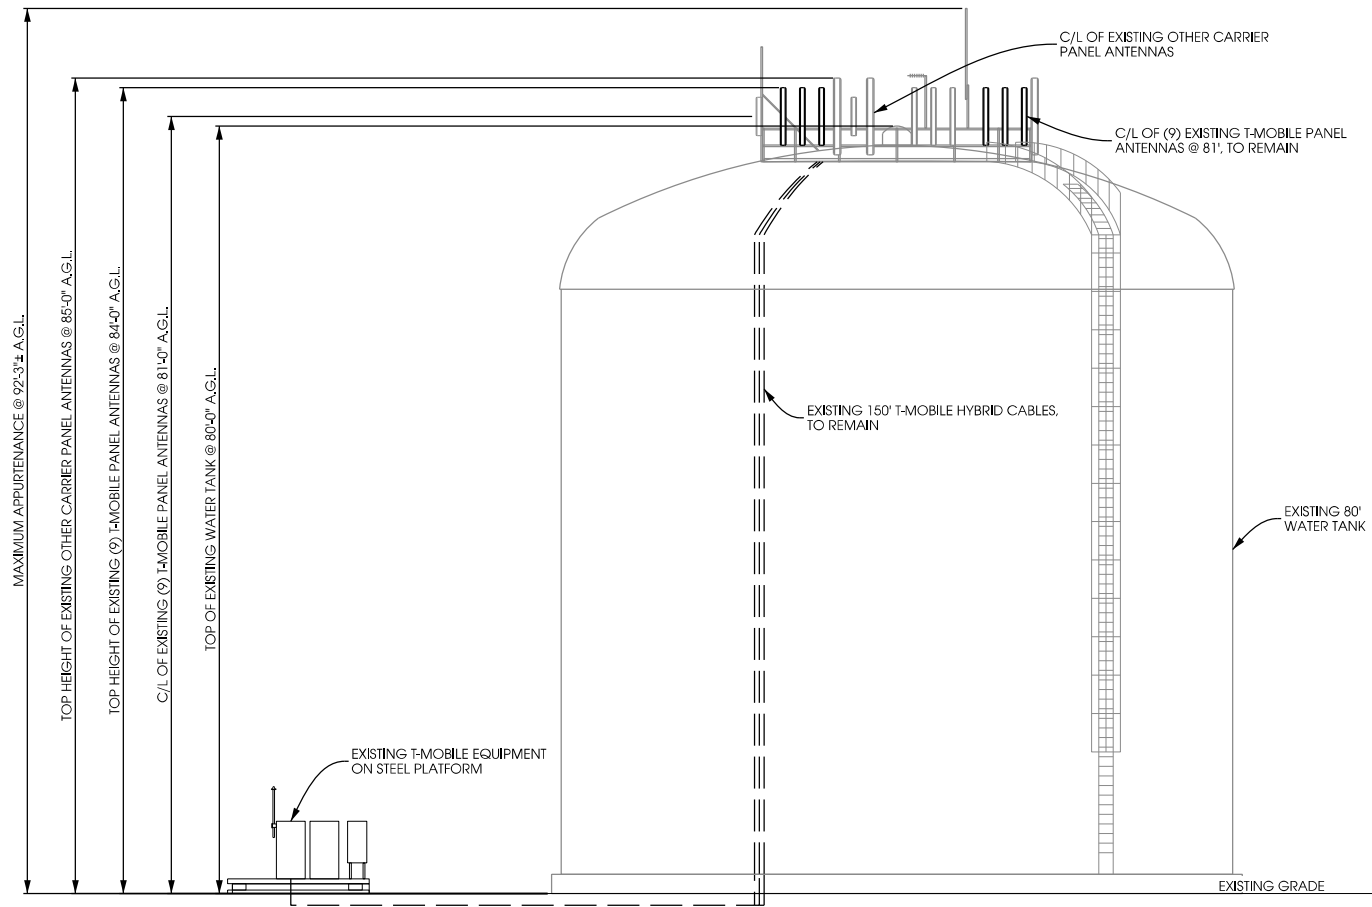 C/L OF EXISTING OTHER CARRIER
PANEL ANTENNAS
C/L OF (9) EXISTING T-MOBILE PANEL
ANTENNAS @ 81', TO REMAIN
MAXIMUM APPURTENANCE @ 92'-3"± A.G.L.
TOP HEIGHT OF EXISTING OTHER CARRIER PANEL ANTENNAS @ 85'-0" A.G.L.
TOP HEIGHT OF EXISTING (9) T-MOBILE PANEL ANTENNAS @ 84'-0" A.G.L.
C/L OF EXISTING (9) T-MOBILE PANEL ANTENNAS @ 81'-0" A.G.L.
TOP OF EXISTING WATER TANK @ 80'-0" A.G.L.
EXISTING 150' T-MOBILE HYBRID CABLES,
TO REMAIN
EXISTING 80'
WATER TANK
EXISTING T-MOBILE EQUIPMENT
ON STEEL PLATFORM
EXISTING GRADE